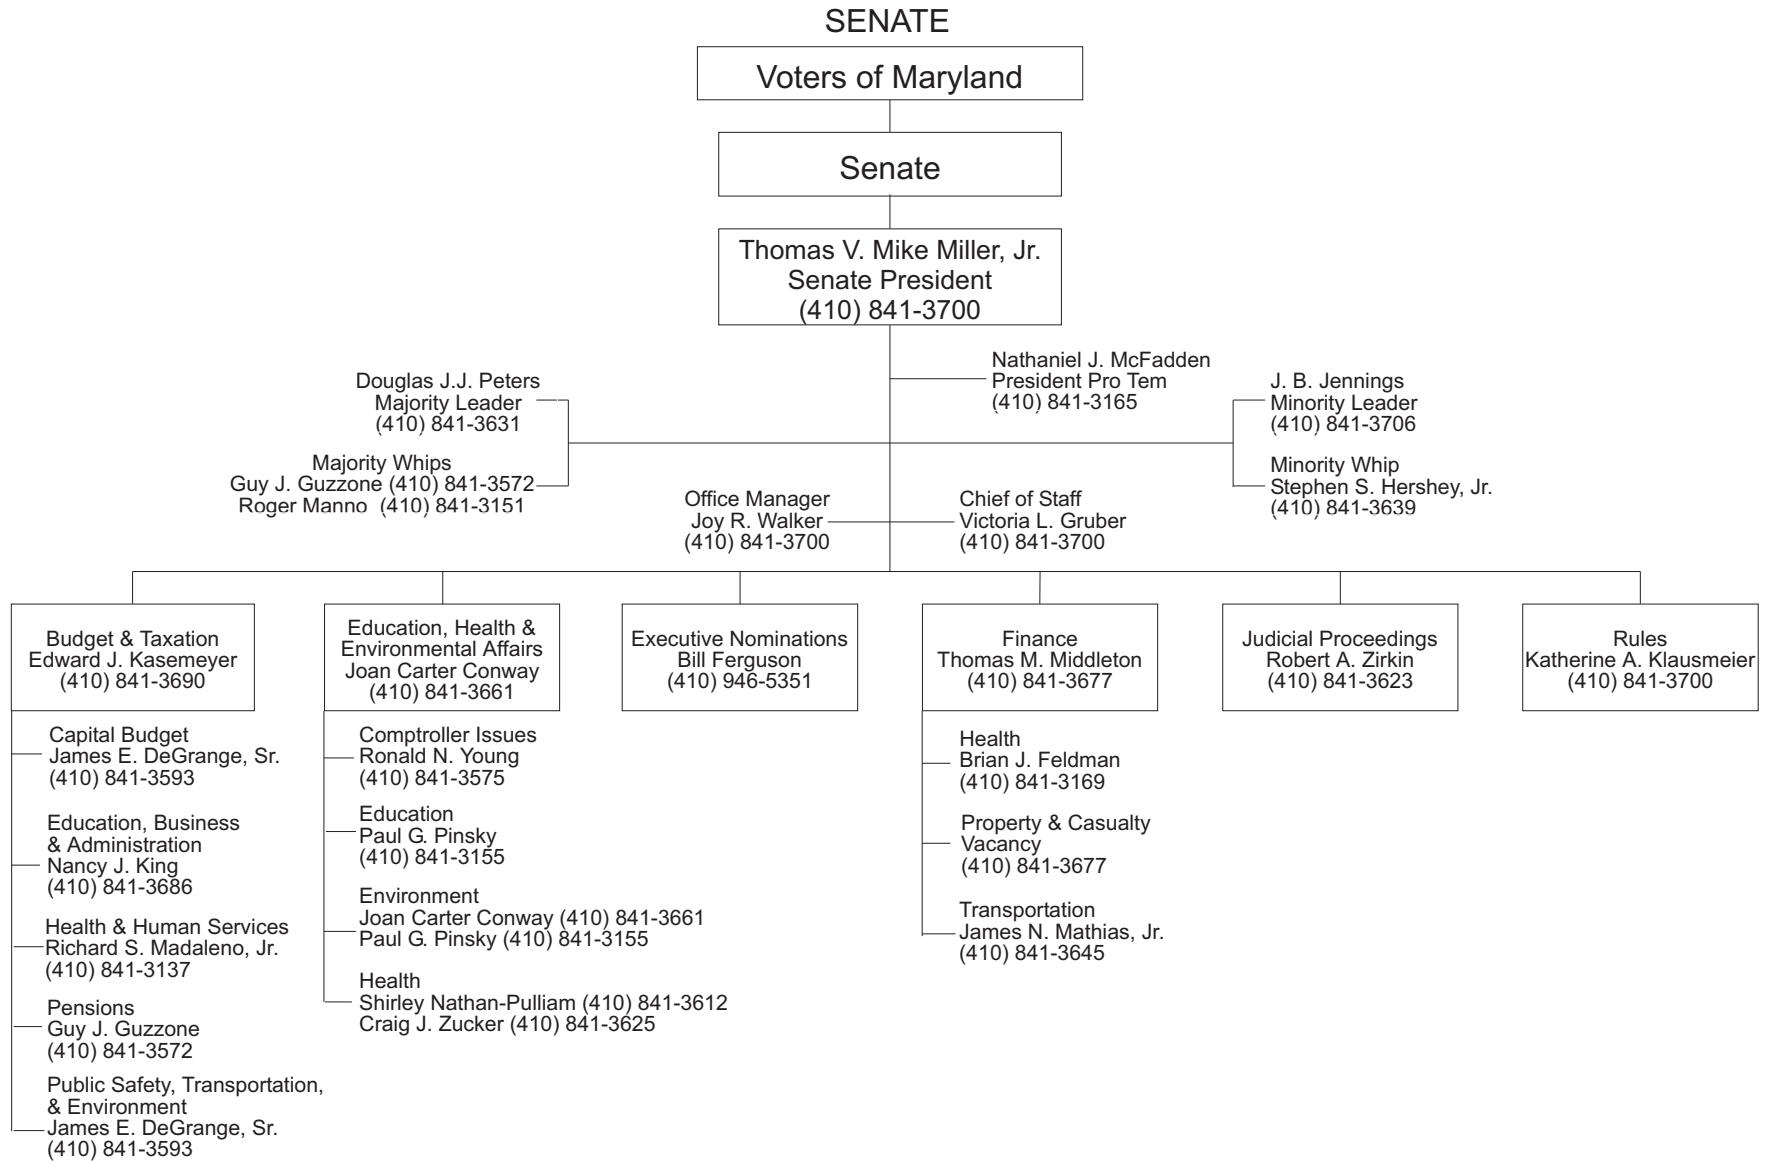 SENATE
Voters of Maryland
Senate
Thomas V. Mike Miller, Jr.
Senate President
(410) 841-3700
Nathaniel J. McFadden
President Pro Tem
(410) 841-3165
Douglas J.J. Peters
Majority Leader
(410) 841-3631
Majority Whips
Guy J. Guzzone (410) 841-3572
Roger Manno (410) 841-3151
J. B. Jennings
Minority Leader
(410) 841-3706
Minority Whip
Stephen S. Hershey, Jr.
(410) 841-3639
Office Manager
Joy R. Walker
(410) 841-3700
Chief of Staff
Victoria L. Gruber
(410) 841-3700
Budget & Taxation
Edward J. Kasemeyer
(410) 841-3690
Capital Budget
James E. DeGrange, Sr.
(410) 841-3593
Education, Business
& Administration
Nancy J. King
(410) 841-3686
Health & Human Services
Richard S. Madaleno, Jr.
(410) 841-3137
Pensions
Guy J. Guzzone
(410) 841-3572
Public Safety, Transportation,
& Environment
James E. DeGrange, Sr.
(410) 841-3593
Education, Health &
Environmental Affairs
Joan Carter Conway
(410) 841-3661
Comptroller Issues
Ronald N. Young
(410) 841-3575
Education
Paul G. Pinsky
(410) 841-3155
Environment
Joan Carter Conway (410) 841-3661
Paul G. Pinsky (410) 841-3155
Health
Shirley Nathan-Pulliam (410) 841-3612
Craig J. Zucker (410) 841-3625
Executive Nominations
Bill Ferguson
(410) 946-5351
Finance
Thomas M. Middleton
(410) 841-3677
Health
Brian J. Feldman
(410) 841-3169
Property & Casualty
Vacancy
(410) 841-3677
Transportation
James N. Mathias, Jr.
(410) 841-3645
Judicial Proceedings
Robert A. Zirkin
(410) 841-3623
Rules
Katherine A. Klausmeier
(410) 841-3700